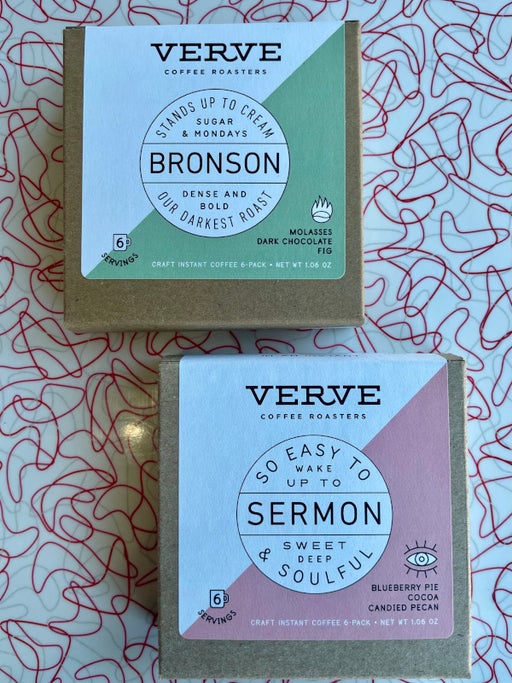 VERVE
COFFEE ROASTERS
STANDS UP TO CREAM
SUGAR
& MONDAYS
BRONSON
DENSE AND
BOLD
OUR DARKEST ROAST
MOLASSES
DARK CHOCOLATE
FIG
6
SERVINGS
CRAFT INSTANT COFFEE 6-PACK • NET WT 1.06 OZ
VERVE
COFFEE ROASTERS
SO EASY TO
WAKE
UP TO
SERMON
SWEET
DEEP
& SOULFUL
BLUEBERRY PIE
COCOA
CANDIED PECAN
6
SERVINGS
CRAFT INSTANT COFFEE 6-PACK • NET WT 1.06 OZ